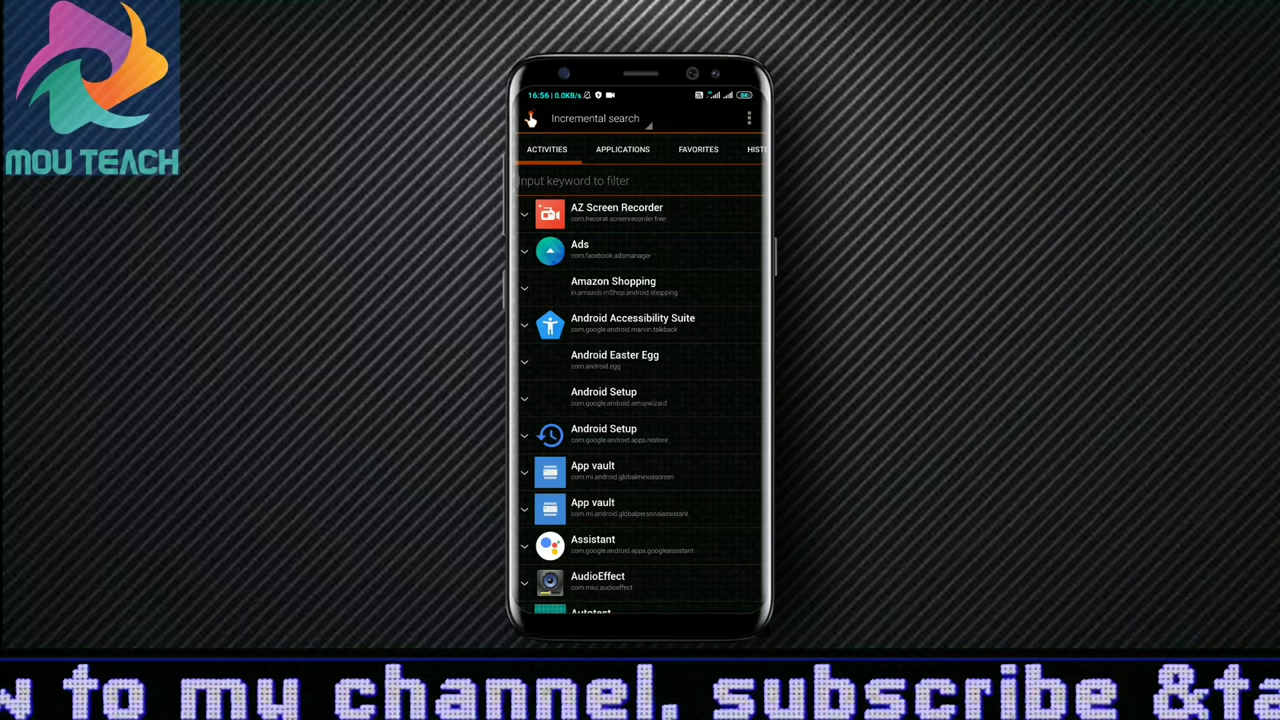 MOU TEACH
16:56 | 0.0KB/s
64
Incremental search
ACTIVITIES
APPLICATIONS
FAVORITES
HISTO
Input keyword to filter
AZ Screen Recorder
com.hecorat.screenrecorder.free
Ads
com.facebook.adsmanager
Amazon Shopping
in.amazon.mShop.android.shopping
Android Accessibility Suite
com.google.android.marvin.talkback
Android Easter Egg
com.android.egg
Android Setup
com.google.android.setupwizard
Android Setup
com.google.android.apps.restore
App vault
com.mi.android.globalminusscreen
App vault
com.mi.android.globalpersonalassistant
Assistant
com.google.android.apps.googleassistant
AudioEffect
com.miui.audioeffect
Autotest
w to my channel, subscribe &ta